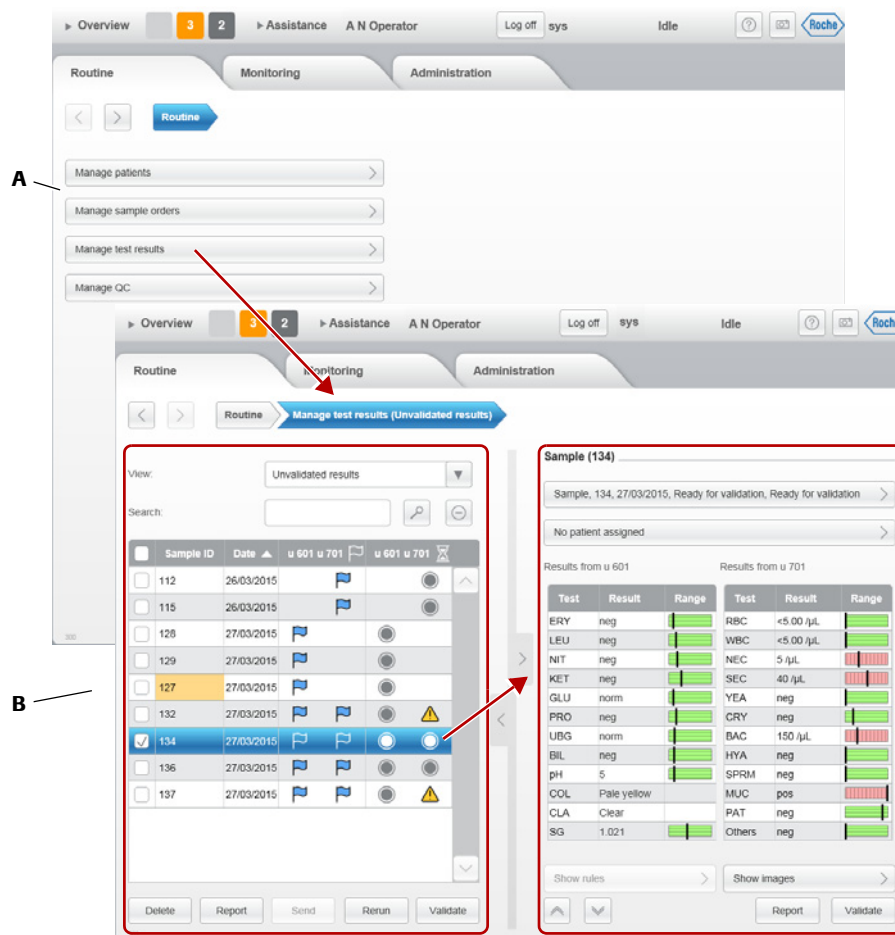 Overview 3 2 Assistance A N Operator Log off sys Idle ? Roche
Routine Monitoring Administration
Routine
A
Manage patients
Manage sample orders
Manage test results
Manage QC
Overview 3 2 Assistance A N Operator Log off sys Idle ? Roch
Routine Monitoring Administration
Routine Manage test results (Unvalidated results)
B
View: Unvalidated results
Search:
Sample ID Date u 601 u 701 u 601 u 701
112 26/03/2015
115 26/03/2015
128 27/03/2015
129 27/03/2015
127 27/03/2015
132 27/03/2015
134 27/03/2015
136 27/03/2015
137 27/03/2015
Delete Report Send Rerun Validate
Sample (134)
Sample, 134, 27/03/2015, Ready for validation, Ready for validation
No patient assigned
Results from u 601 Results from u 701
Test Result Range Test Result Range
ERY neg RBC <5.00 /µL
LEU neg WBC <5.00 /µL
NIT neg NEC 5 /µL
KET neg SEC 40 /µL
GLU norm YEA neg
PRO neg CRY neg
UBG norm BAC 150 /µL
BIL neg HYA neg
pH 5 SPRM neg
COL Pale yellow MUC pos
CLA Clear PAT neg
SG 1.021 Others neg
Show rules Show images
Report Validate